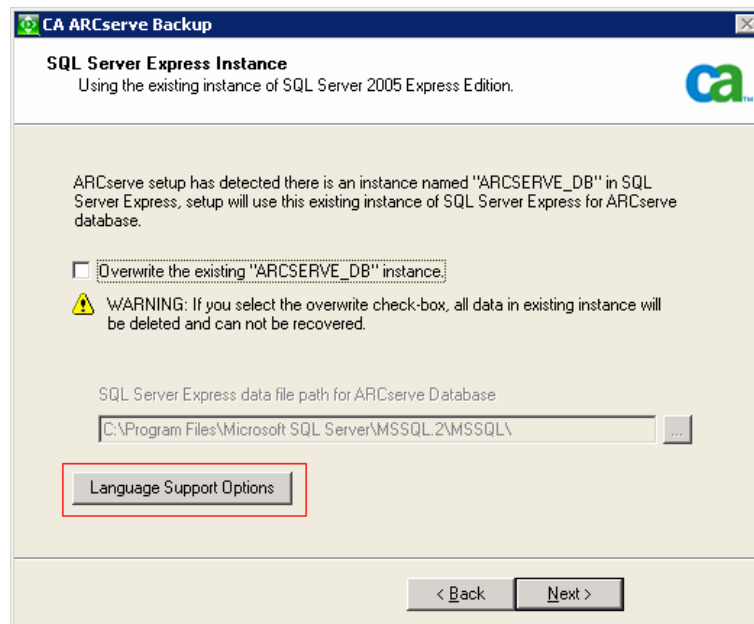 CA ARCserve Backup
SQL Server Express Instance
Using the existing instance of SQL Server 2005 Express Edition.
ca™
ARCserve setup has detected there is an instance named "ARCSERVE_DB" in SQL
Server Express, setup will use this existing instance of SQL Server Express for ARCserve
database.
Overwrite the existing "ARCSERVE_DB" instance.
WARNING: If you select the overwrite check-box, all data in existing instance will
be deleted and can not be recovered.
SQL Server Express data file path for ARCserve Database
C:\Program Files\Microsoft SQL Server\MSSQL.2\MSSQL\
...
Language Support Options
< Back
Next >